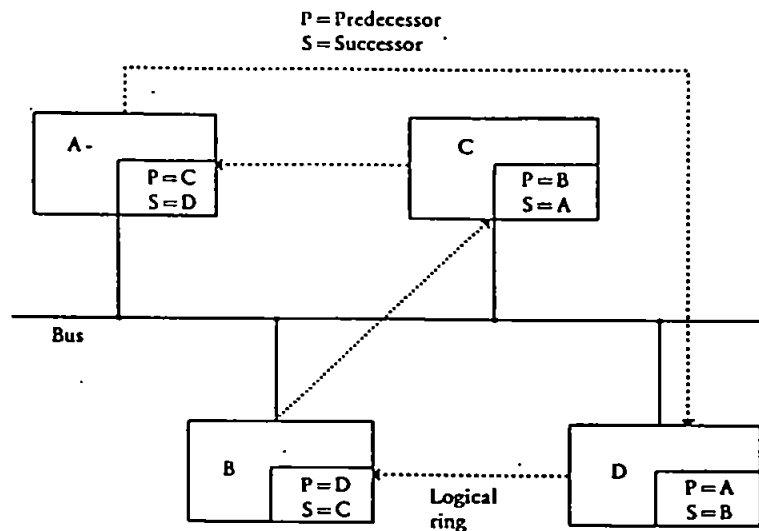 P = Predecessor
S = Successor
A -
P = C
S = D
C
P = B
S = A
Bus
B
P = D
S = C
Logical
ring
D
P = A
S = B